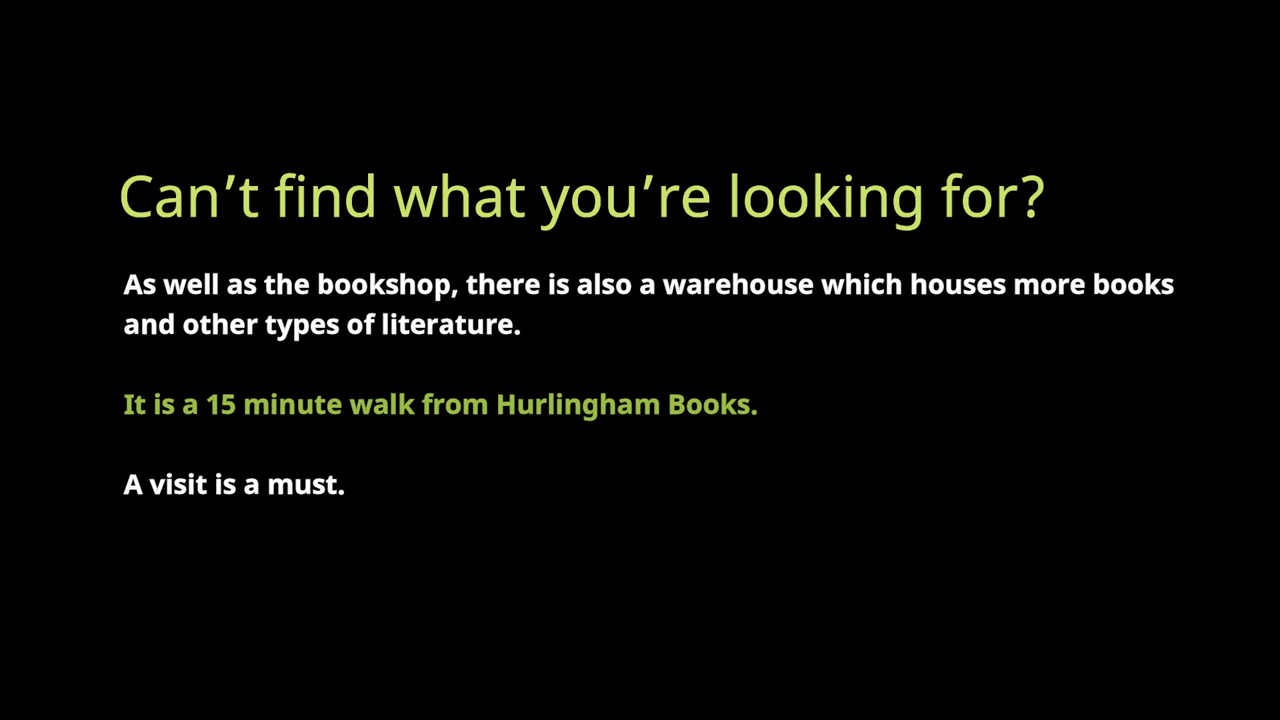 Can’t find what you’re looking for?
As well as the bookshop, there is also a warehouse which houses more books
and other types of literature.
It is a 15 minute walk from Hurlingham Books.
A visit is a must.